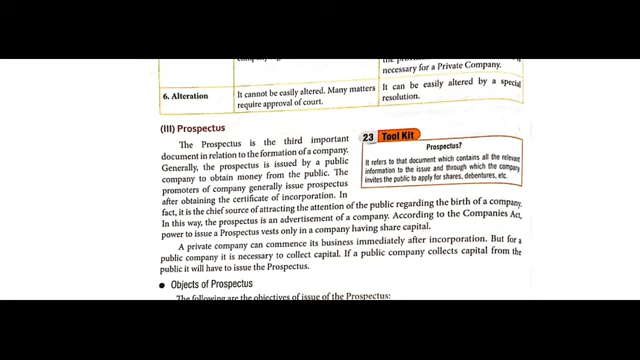 necessary for a Private Company.
6. Alteration
It cannot be easily altered. Many matters
require approval of court.
It can be easily altered by a special
resolution.
(III) Prospectus
The Prospectus is the third important
document in relation to the formation of a company.
Generally, the prospectus is issued by a public
company to obtain money from the public. The
promoters of company generally issue prospectus
after obtaining the certificate of incorporation. In
23 Tool Kit
Prospectus?
It refers to that document which contains all the relevant
information to the issue and through which the company
invites the public to apply for shares, debentures, etc.
fact, it is the chief source of attracting the attention of the public regarding the birth of a company.
In this way, the prospectus is an advertisement of a company. According to the Companies Act,
power to issue a Prospectus vests only in a company having share capital.
A private company can commence its business immediately after incorporation. But for a
public company it is necessary to collect capital. If a public company collects capital from the
public it will have to issue the Prospectus.
● Objects of Prospectus
The following are the objectives of issue of the Prospectus: